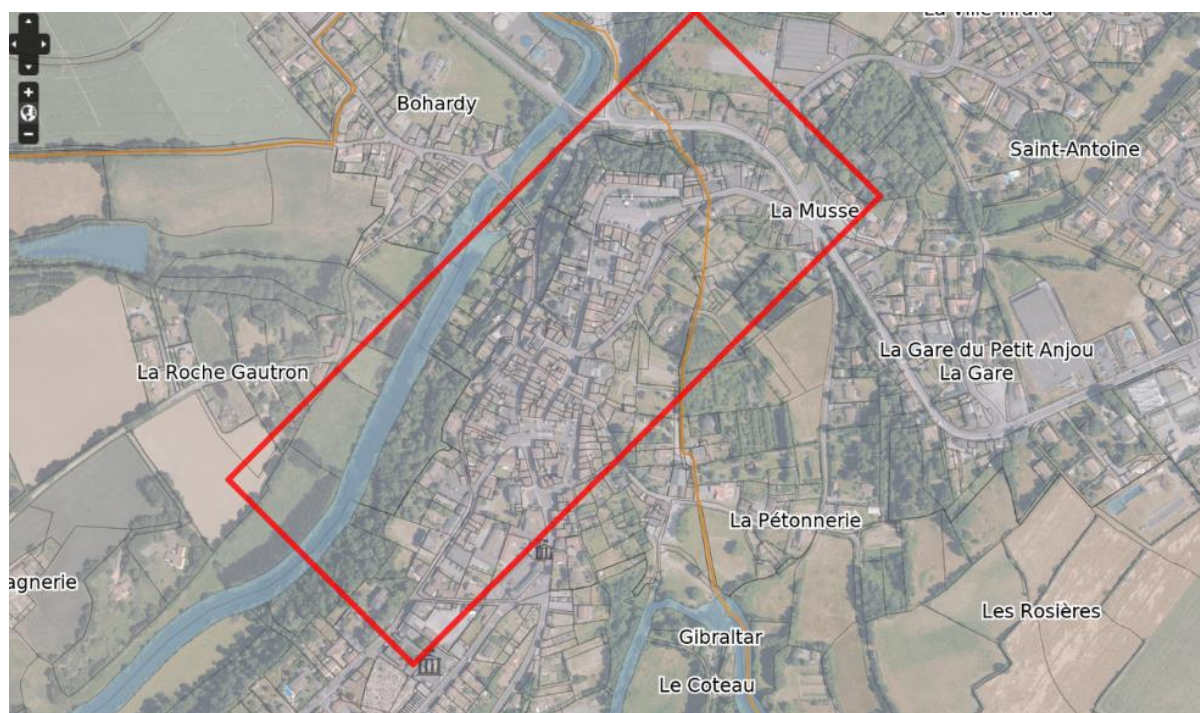 Bohardy
Saint-Antoine
La Musse
La Roche Gautron
La Gare du Petit Anjou
La Gare
La Pétonnerie
agnerie
Les Rosières
Gibraltar
Le Coteau